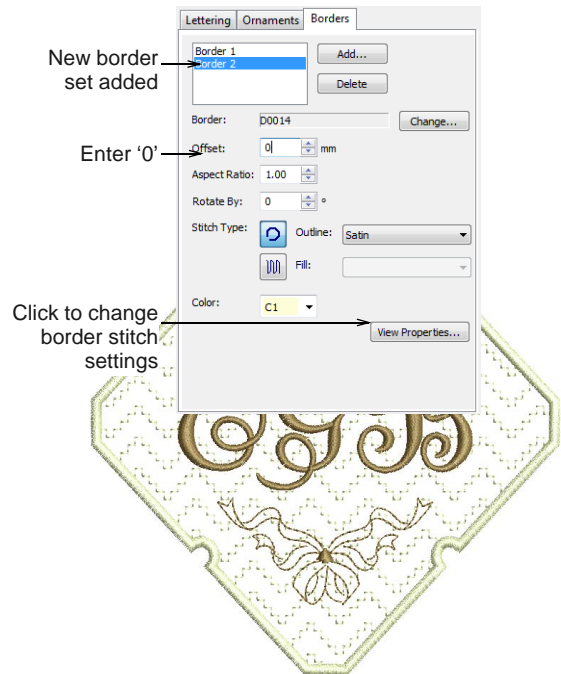 Lettering Ornaments Borders
Border 1
Border 2
Add...
Delete
New border
set added
Border: D0014 Change...
Enter ‘0’
Offset: 0 mm
Aspect Ratio: 1.00
Rotate By: 0 °
Stitch Type: Outline: Satin
Fill:
Color: C1
Click to change
border stitch
settings
View Properties...
CGB